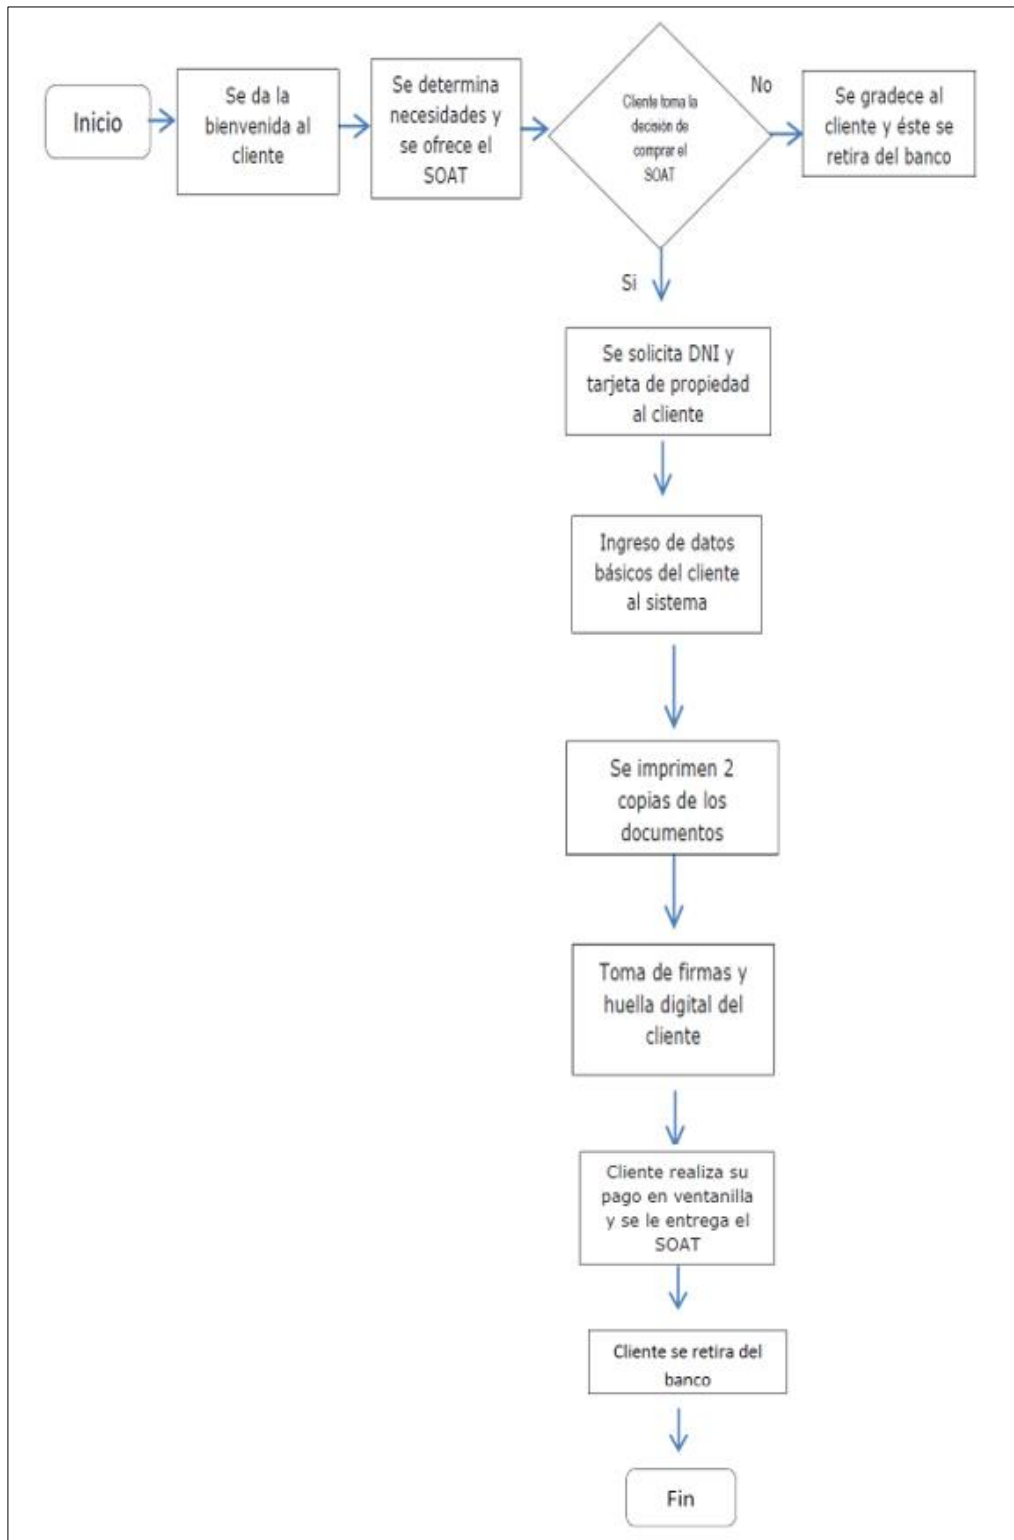 Inicio
Se da la
bienvenida al
cliente
Se determina
necesidades y
se ofrece el
SOAT
Cliente toma la
decisión de
comprar el
SOAT
No
Se gradece al
cliente y éste se
retira del banco
Si
Se solicita DNI y
tarjeta de propiedad
al cliente
Ingreso de datos
básicos del cliente
al sistema
Se imprimen 2
copias de los
documentos
Toma de firmas y
huella digital del
cliente
Cliente realiza su
pago en ventanilla
y se le entrega el
SOAT
Cliente se retira del
banco
Fin